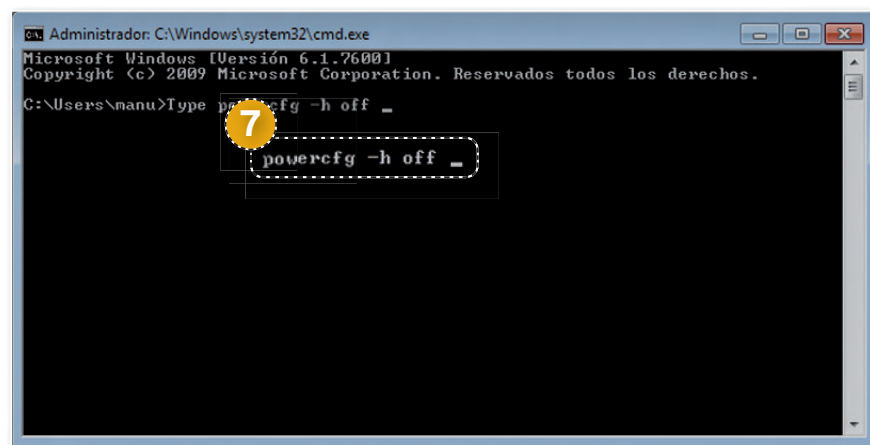 Administrador: C:\Windows\system32\cmd.exe
Microsoft Windows [Versión 6.1.7600]
Copyright (c) 2009 Microsoft Corporation. Reservados todos los derechos.
C:\Users\manu>Type powercfg -h off _
7
powercfg -h off _